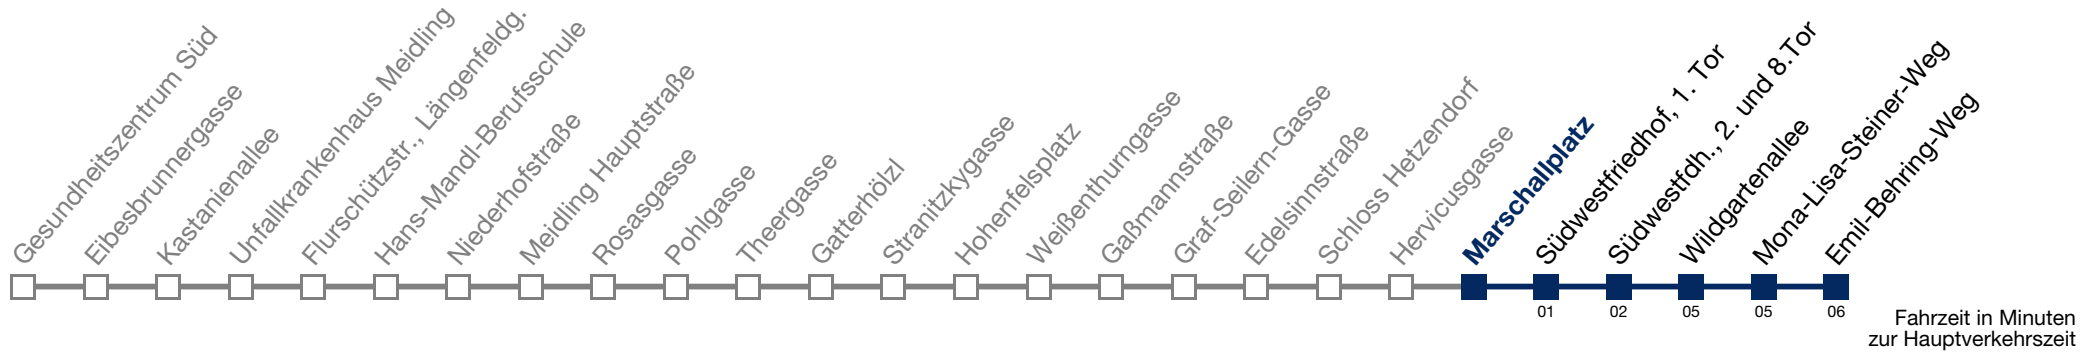 Gesundheitszentrum Süd
Eibesbrunnergasse
Kastanienallee
Unfallkrankenhaus Meidling
Flurschützstr., Längenfeldg.
Hans-Mandl-Berufsschule
Niederhofstraße
Meidling Hauptstraße
Rosasgasse
Pohlgasse
Theergasse
Gatterhölzl
Stranitzkygasse
Hohenfelsplatz
Weißenthurngasse
Gaßmannstraße
Graf-Seilern-Gasse
Edelsinnstraße
Schloss Hetzendorf
Hervicusgasse
Marschallplatz
Südwestfriedhof, 1. Tor
Südwestfdh., 2. und 8.Tor
Wildgartenallee
Mona-Lisa-Steiner-Weg
Emil-Behring-Weg
01
02
05
05
06
Fahrzeit in Minuten
zur Hauptverkehrszeit